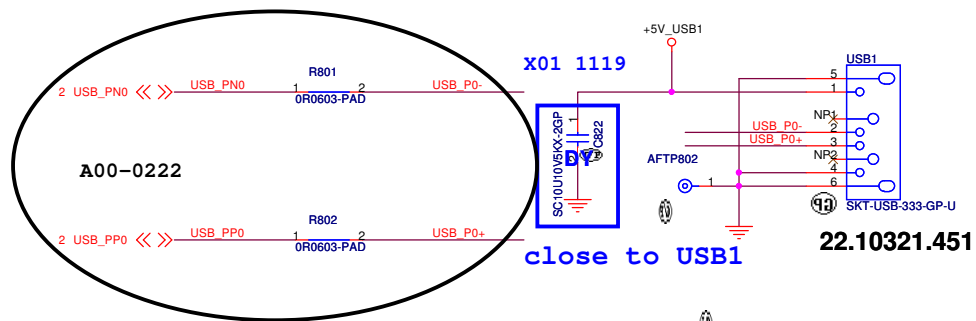 +5V_USB1
X01 1119
USB1
R801
2 USB_PN0
USB_PN0
1
2
USB_P0-
0R0603-PAD
5
1
NP1
USB_P0-
2
USB_P0+
3
NP2
4
6
1
2
SC10U10V5KX-2GP
C822
DY
AFTP802
1
A00-0222
R802
2 USB_PP0
USB_PP0
1
2
USB_P0+
0R0603-PAD
SKT-USB-333-GP-U
close to USB1
22.10321.451